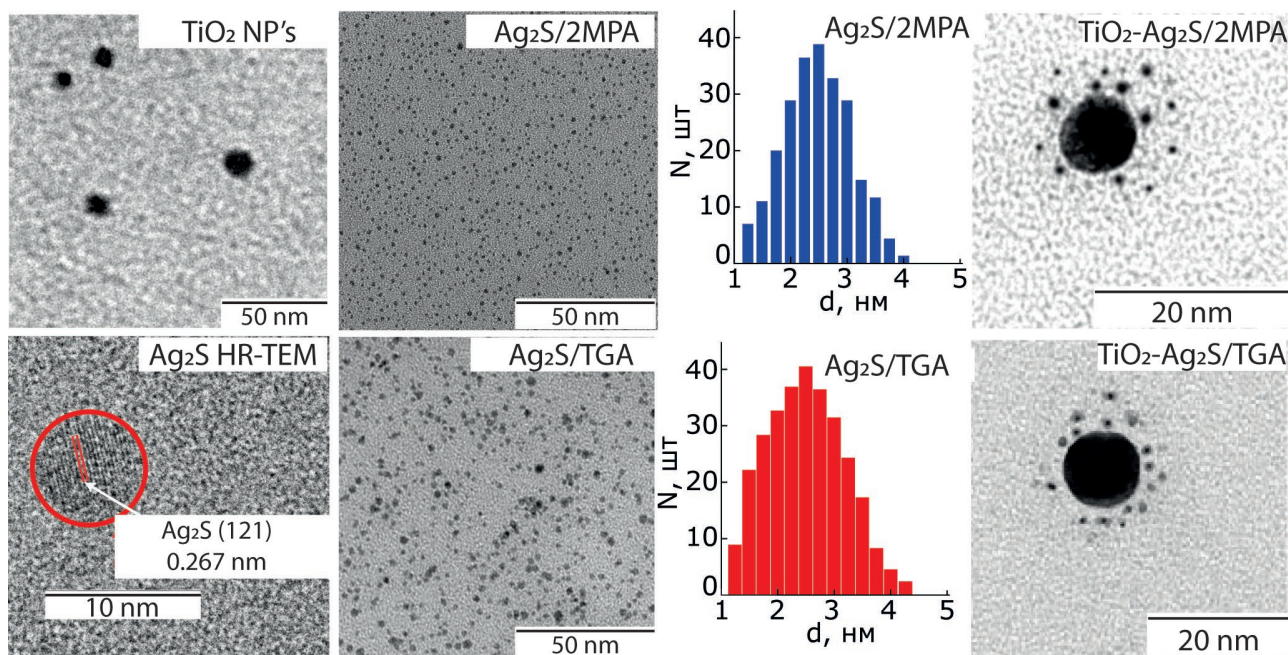 TiO₂ NP's
50 nm
Ag₂S/2MPA
50 nm
Ag₂S/2MPA
N, шт
40
30
20
10
0
1 2 3 4 5
d, нм
TiO₂-Ag₂S/2MPA
20 nm
Ag₂S HR-TEM
Ag₂S (121)
0.267 nm
10 nm
Ag₂S/TGA
50 nm
Ag₂S/TGA
N, шт
40
30
20
10
0
1 2 3 4 5
d, нм
TiO₂-Ag₂S/TGA
20 nm